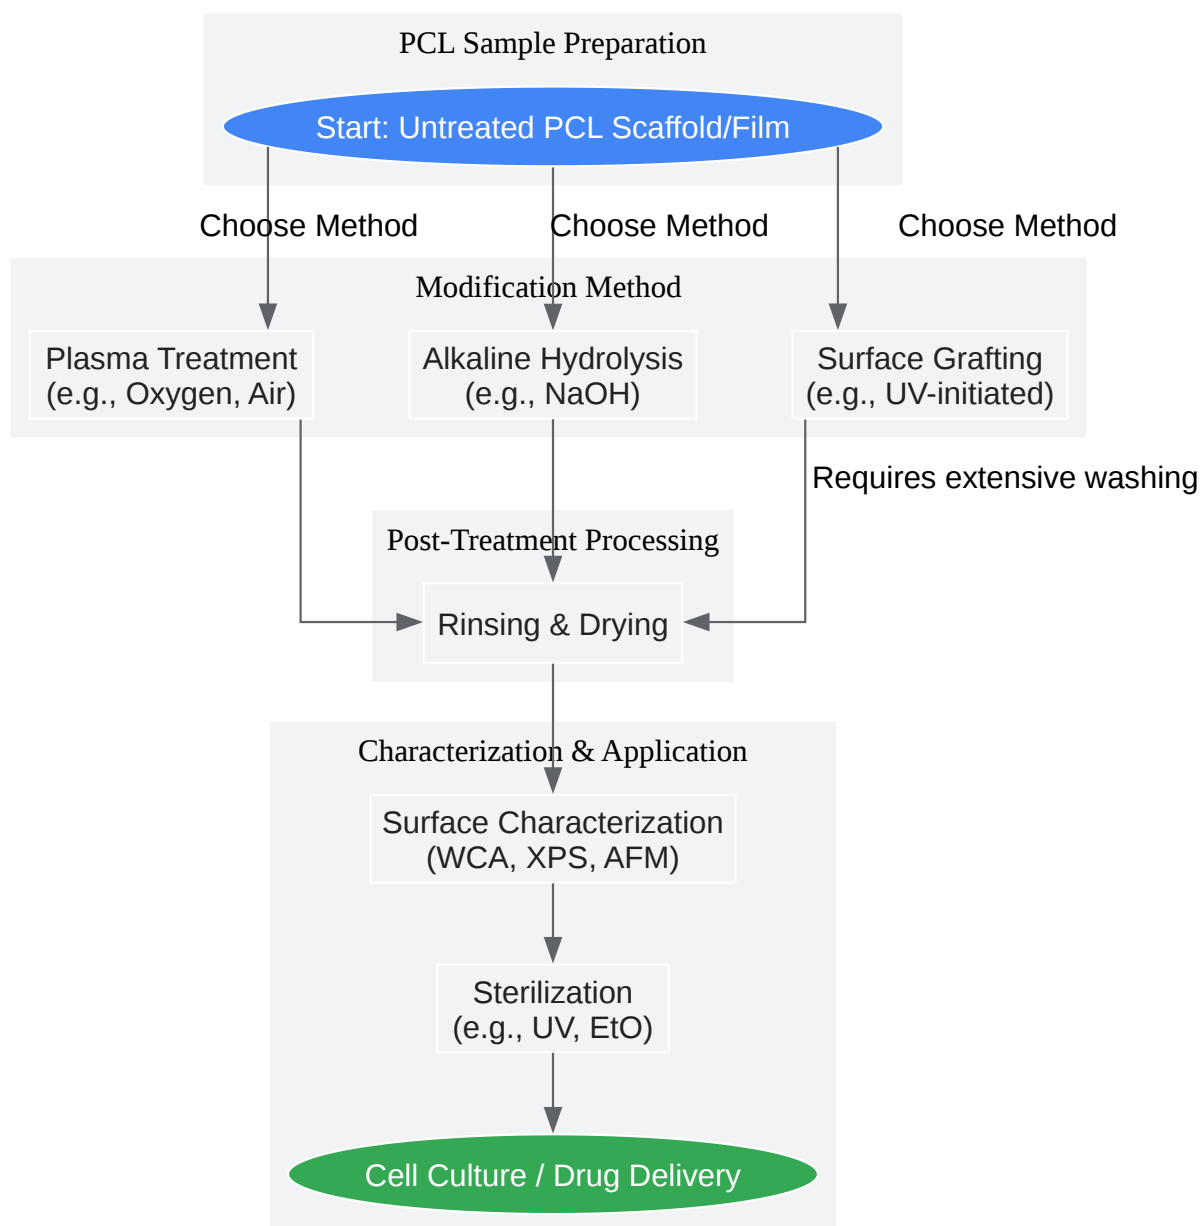 PCL Sample Preparation
Start: Untreated PCL Scaffold/Film
Choose Method
Choose Method
Choose Method
Modification Method
Plasma Treatment
(e.g., Oxygen, Air)
Alkaline Hydrolysis
(e.g., NaOH)
Surface Grafting
(e.g., UV-initiated)
Requires extensive washing
Post-Treatment Processing
Rinsing & Drying
Characterization & Application
Surface Characterization
(WCA, XPS, AFM)
Sterilization
(e.g., UV, EtO)
Cell Culture / Drug Delivery